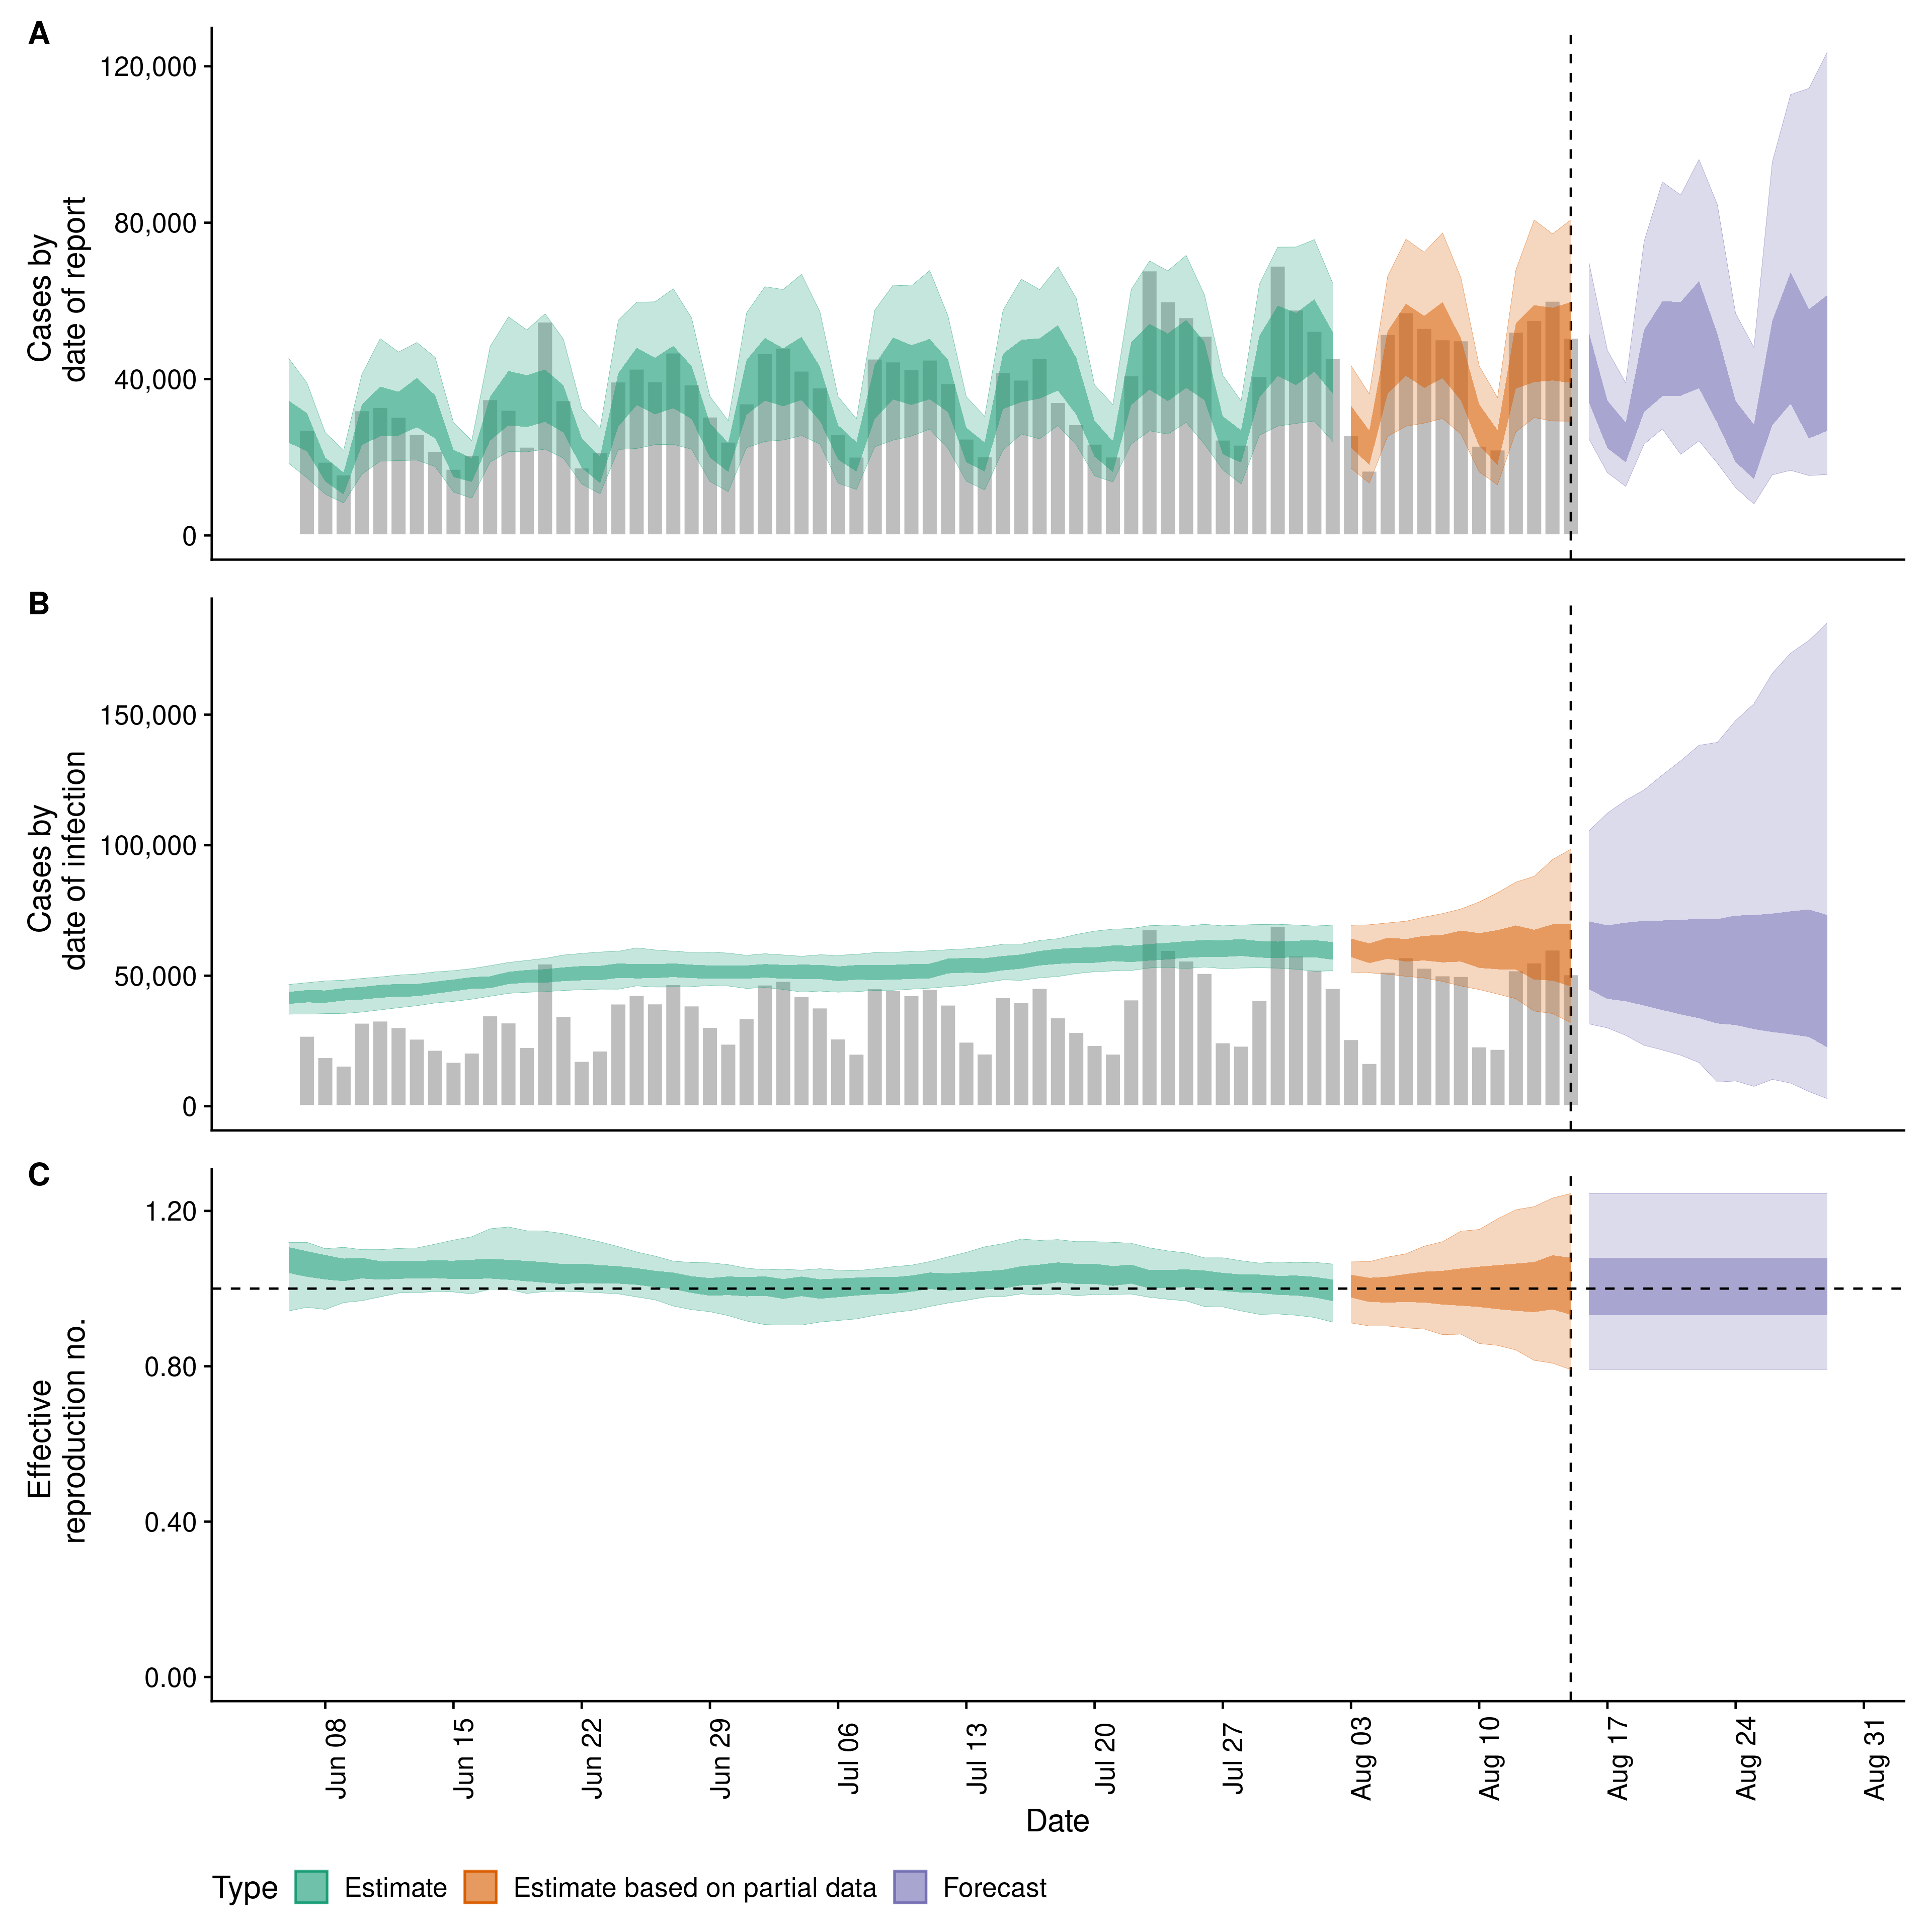 A
Cases by
date of report
120,000
80,000
40,000
0
B
Cases by
date of infection
150,000
100,000
50,000
0
C
Effective
reproduction no.
1.20
0.80
0.40
0.00
Jun 08
Jun 15
Jun 22
Jun 29
Jul 06
Jul 13
Jul 20
Jul 27
Aug 03
Aug 10
Aug 17
Aug 24
Aug 31
Date
Type Estimate Estimate based on partial data Forecast